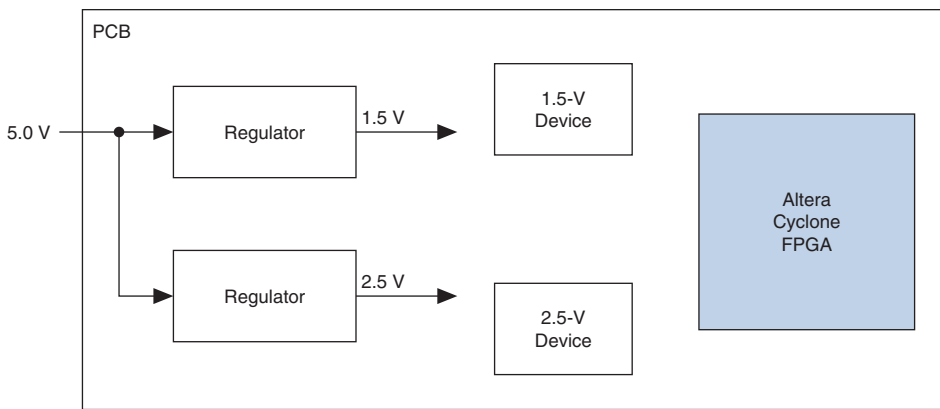 PCB
5.0 V
Regulator
1.5 V
1.5-V
Device
Altera
Cyclone
FPGA
Regulator
2.5 V
2.5-V
Device